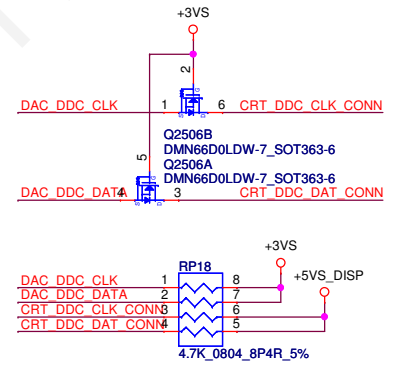 +3VS
2
DAC_DDC_CLK 1 6 CRT_DDC_CLK_CONN
G
S D
Q2506B
DMN66D0LDW-7_SOT363-6
Q2506A
5
DMN66D0LDW-7_SOT363-6
G
DAC_DDC_DATA 4 3 CRT_DDC_DAT_CONN
S D
+3VS
RP18
+5VS_DISP
DAC_DDC_CLK 1 8
DAC_DDC_DATA 2 7
CRT_DDC_CLK_CONN 3 6
CRT_DDC_DAT_CONN 4 5
4.7K_0804_8P4R_5%